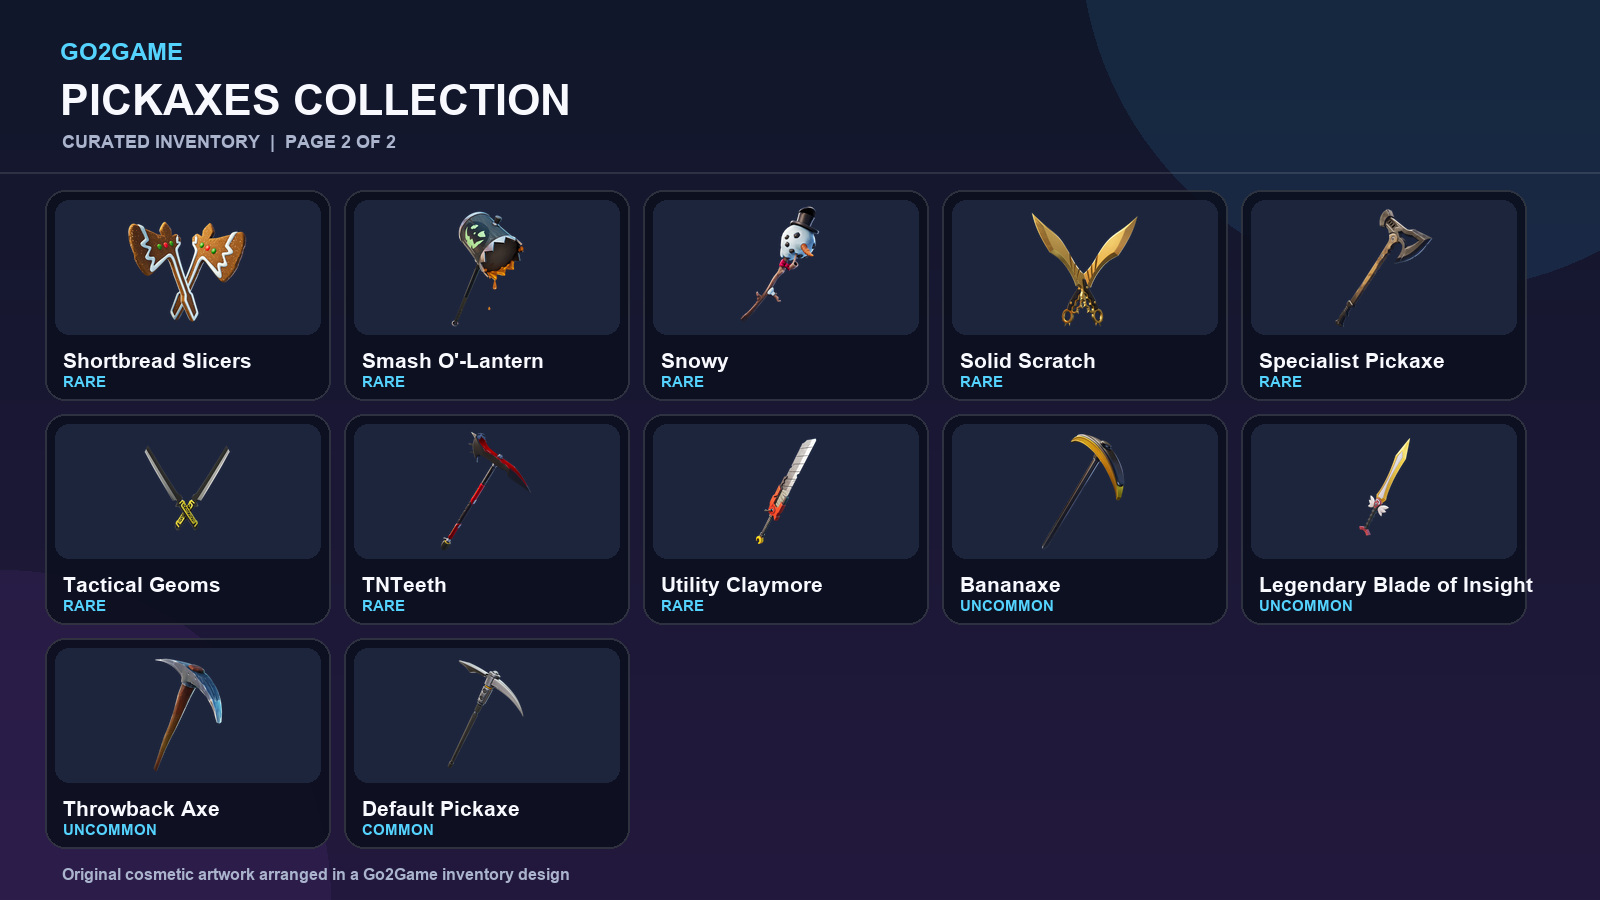 GO2GAME
PICKAXES COLLECTION
CURATED INVENTORY | PAGE 2 OF 2
Shortbread Slicers
RARE
Smash O'-Lantern
RARE
Snowy
RARE
Solid Scratch
RARE
Specialist Pickaxe
RARE
Tactical Geoms
RARE
TNTeeth
RARE
Utility Claymore
RARE
Bananaxe
UNCOMMON
Legendary Blade of Insight
UNCOMMON
Throwback Axe
UNCOMMON
Default Pickaxe
COMMON
Original cosmetic artwork arranged in a Go2Game inventory design